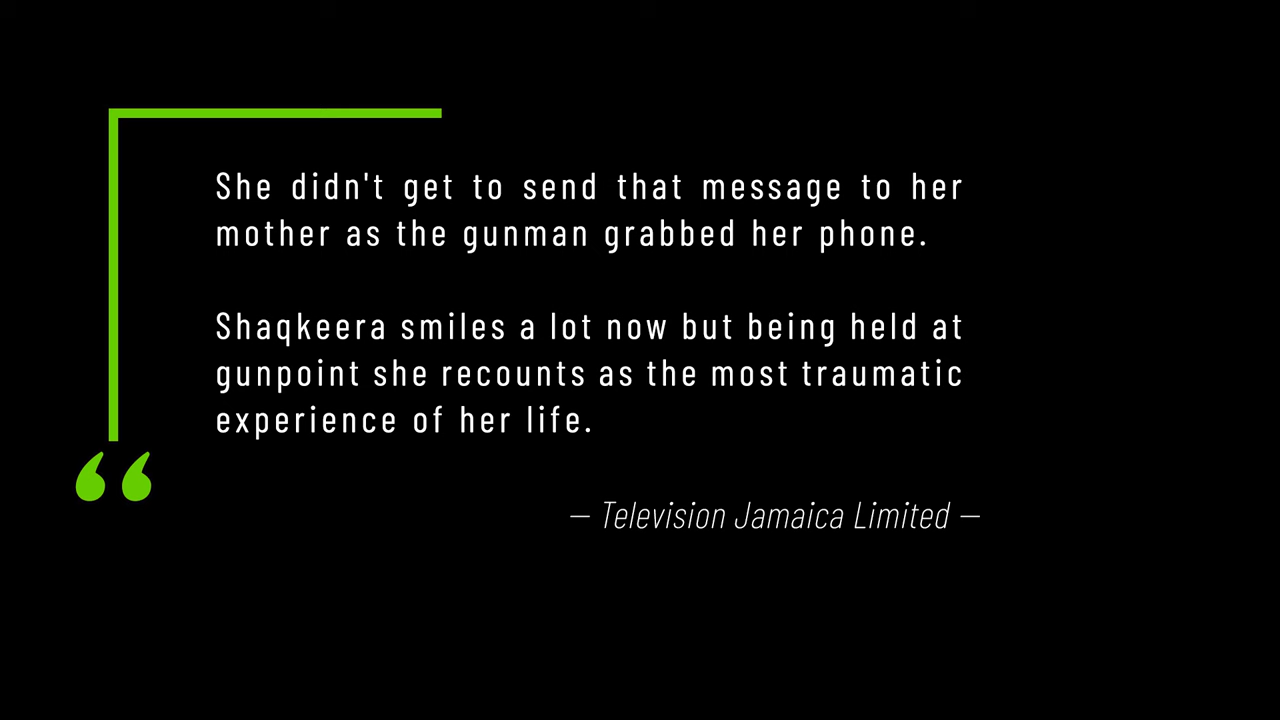 She didn't get to send that message to her
mother as the gunman grabbed her phone.
Shaqkeera smiles a lot now but being held at
gunpoint she recounts as the most traumatic
experience of her life.
— Television Jamaica Limited —